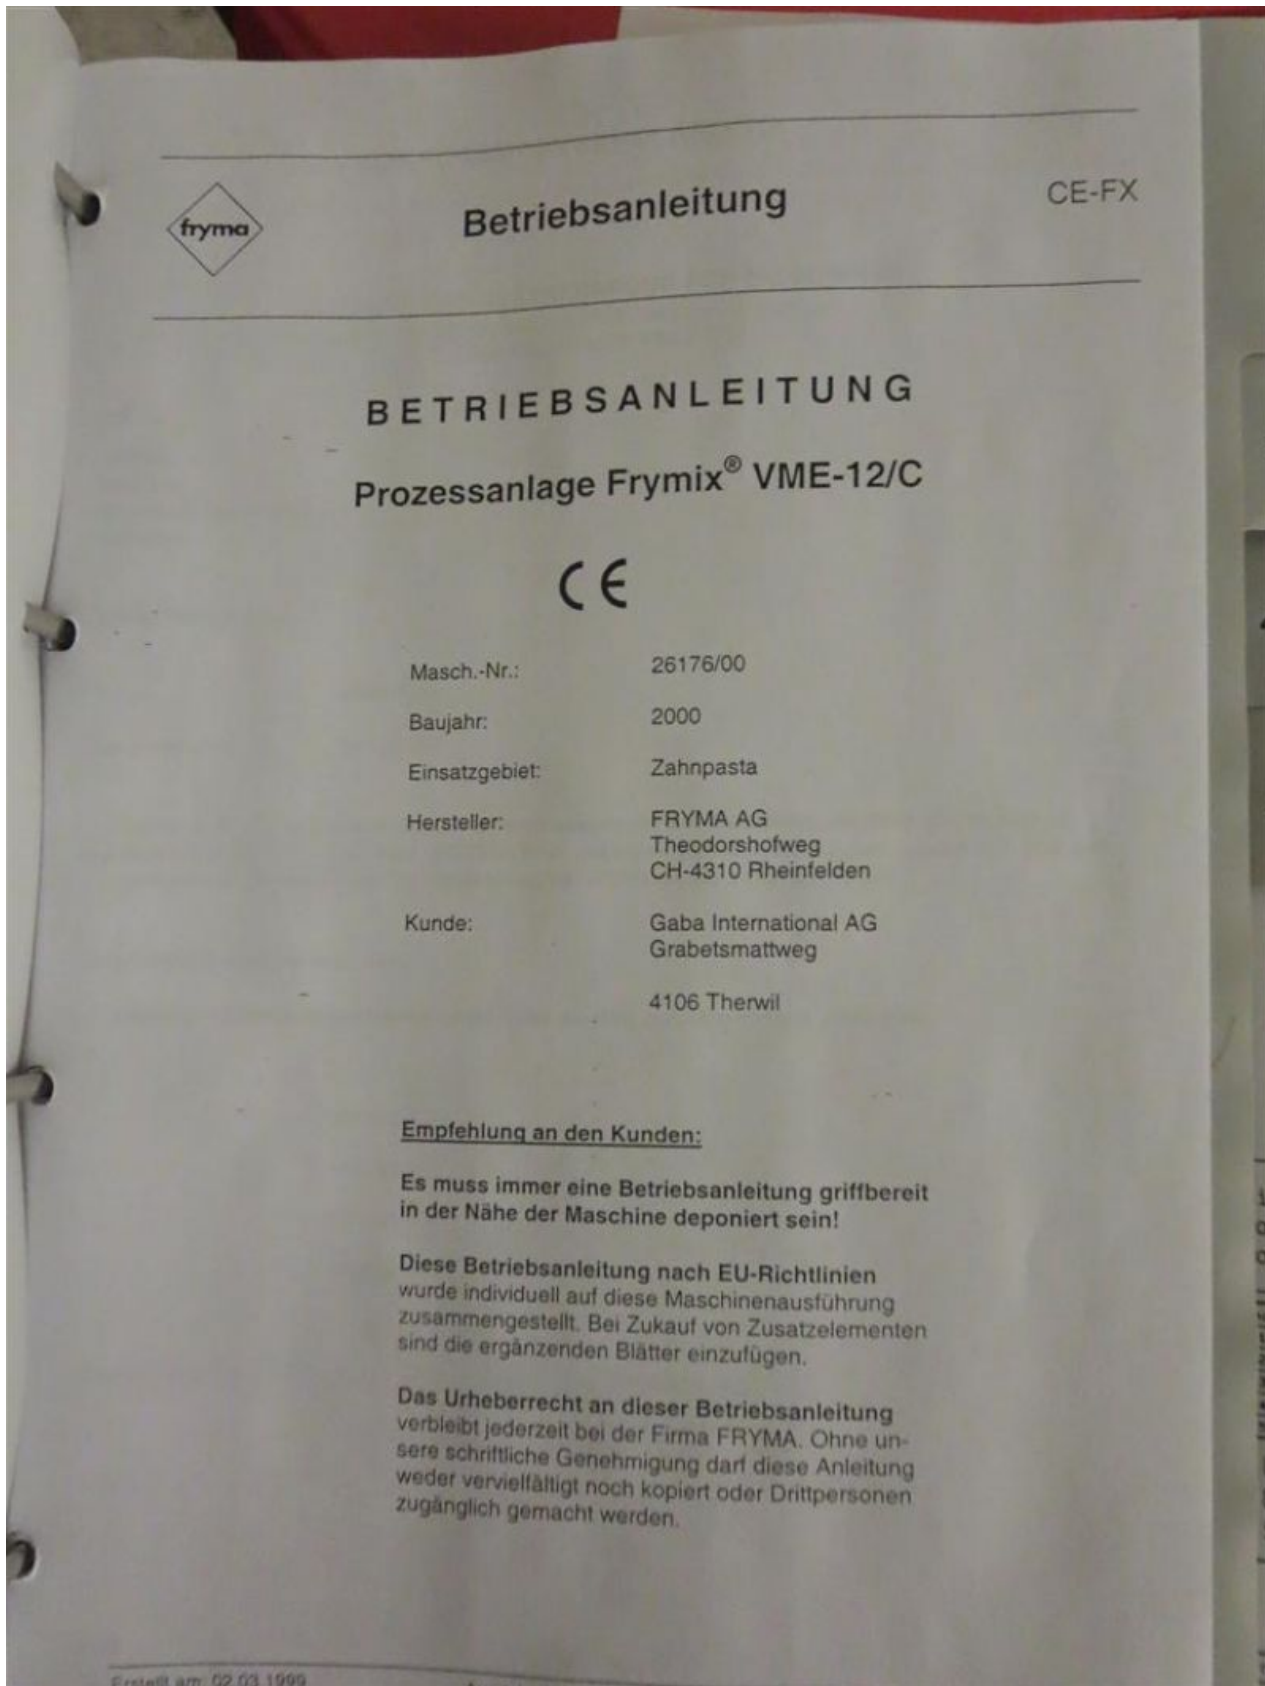 fryma
Betriebsanleitung
CE-FX
BETRIEBSANLEITUNG
Prozessanlage Frymix® VME-12/C
CE
Masch.-Nr.: 26176/00
Baujahr: 2000
Einsatzgebiet: Zahnpasta
Hersteller: FRYMA AG
Theodorshofweg
CH-4310 Rheinfelden
Kunde: Gaba International AG
Grabetsmattweg
4106 Therwil
Empfehlung an den Kunden:
Es muss immer eine Betriebsanleitung griffbereit
in der Nähe der Maschine deponiert sein!
Diese Betriebsanleitung nach EU-Richtlinien
wurde individuell auf diese Maschinenausführung
zusammengestellt. Bei Zukauf von Zusatzelementen
sind die ergänzenden Blätter einzufügen.
Das Urheberrecht an dieser Betriebsanleitung
verbleibt jederzeit bei der Firma FRYMA. Ohne un-
sere schriftliche Genehmigung darf diese Anleitung
weder vervielfältigt noch kopiert oder Drittpersonen
zugänglich gemacht werden.
Erstellt am: 02.03.1999